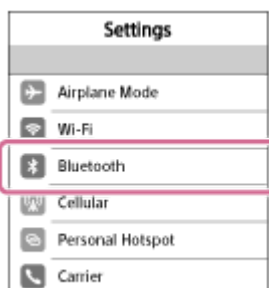 Settings
Airplane Mode
Wi-Fi
Bluetooth
Cellular
Personal Hotspot
Carrier